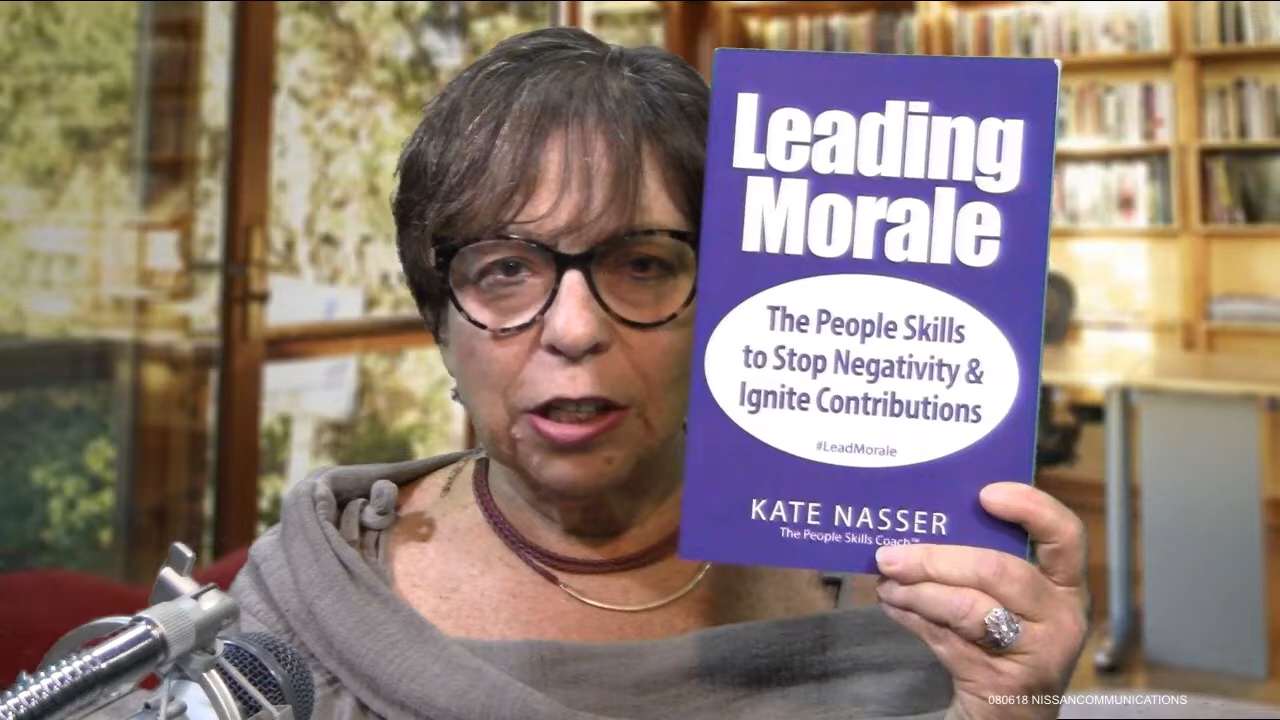 Leading
Morale
The People Skills
to Stop Negativity &
Ignite Contributions
#LeadMorale
KATE NASSER
The People Skills Coach™
080618 NISSANCOMMUNICATIONS